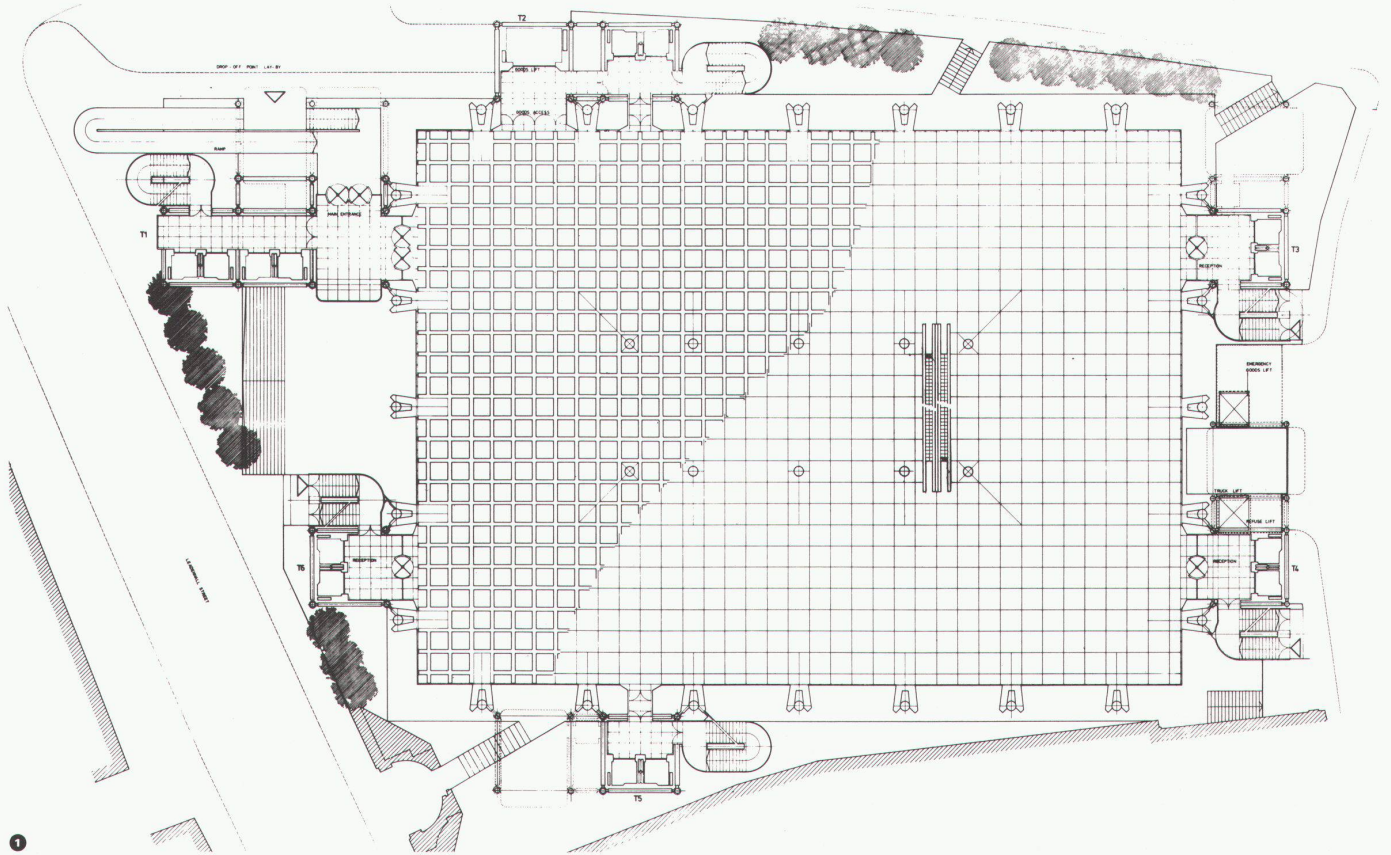 T2
DROP-OFF POINT LAY-BY
GOODS LIFT
GOODS ACCESS
RAMP
MAIN ENTRANCE
T1
T3
RECEPTION
EMERGENCY
GOODS LIFT
TRUCK LIFT
REFUSE LIFT
T6
RECEPTION
RECEPTION
T4
LEADENHALL STREET
T5
1